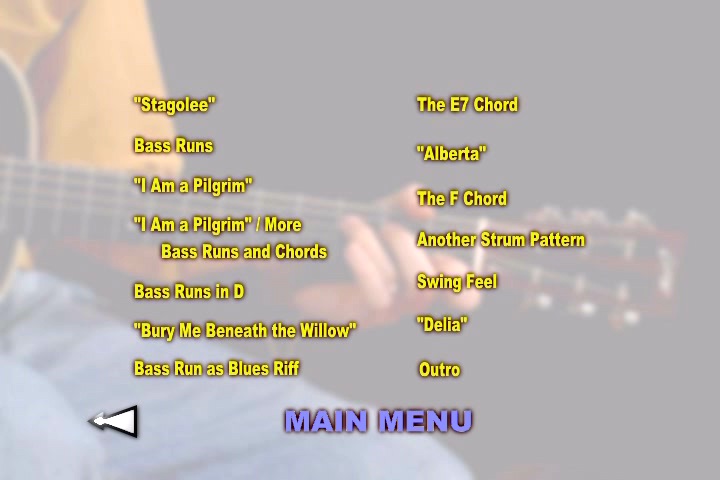 "Stagolee"
Bass Runs
"I Am a Pilgrim"
"I Am a Pilgrim" / More
Bass Runs and Chords
Bass Runs in D
"Bury Me Beneath the Willow"
Bass Run as Blues Riff
The E7 Chord
"Alberta"
The F Chord
Another Strum Pattern
Swing Feel
"Delia"
Outro
MAIN MENU